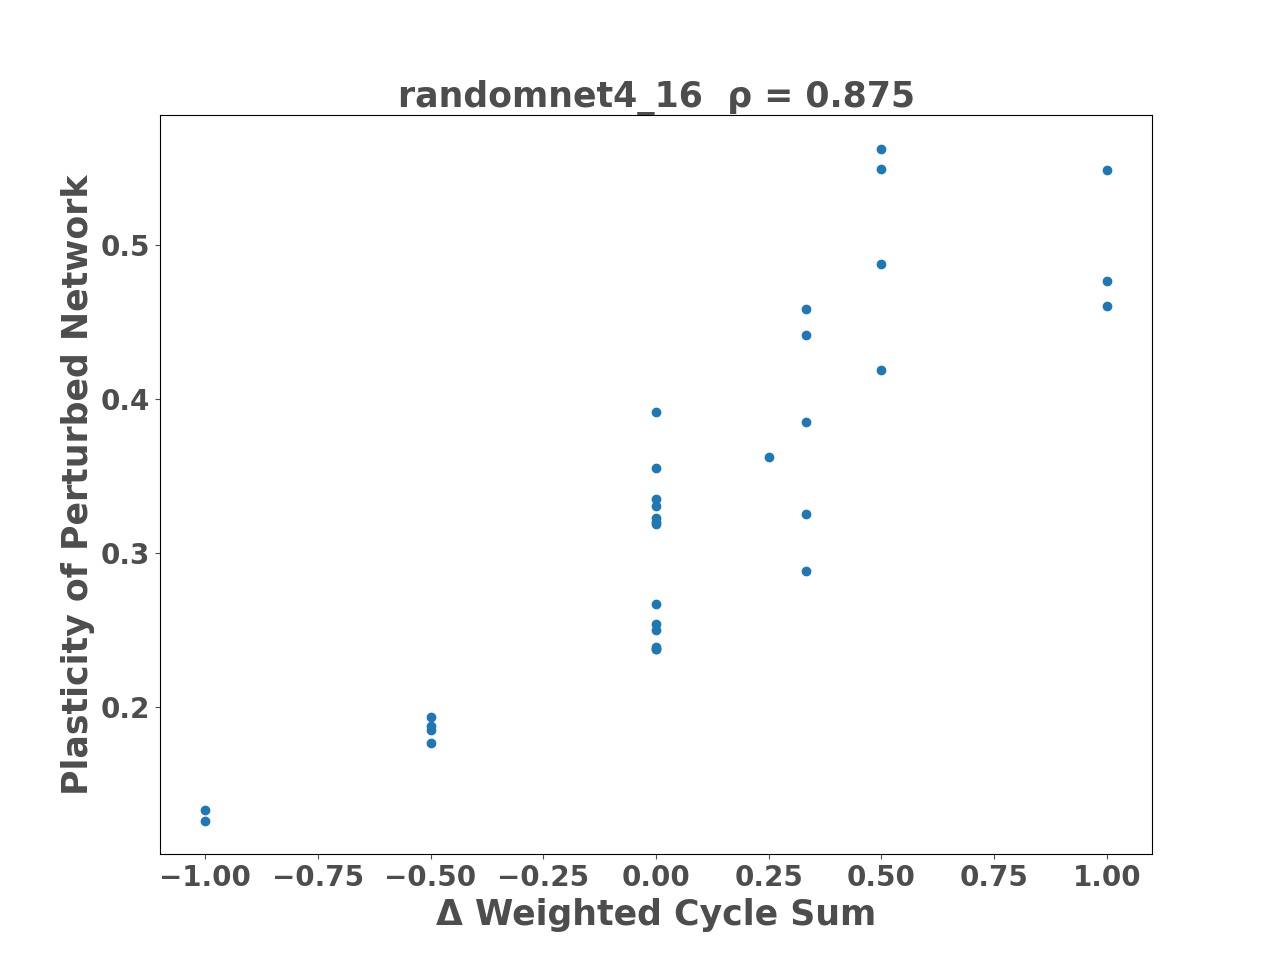 randomnet4_16  ρ = 0.875
Plasticity of Perturbed Network
0.5
0.4
0.3
0.2
−1.00 −0.75 −0.50 −0.25 0.00 0.25 0.50 0.75 1.00
Δ Weighted Cycle Sum